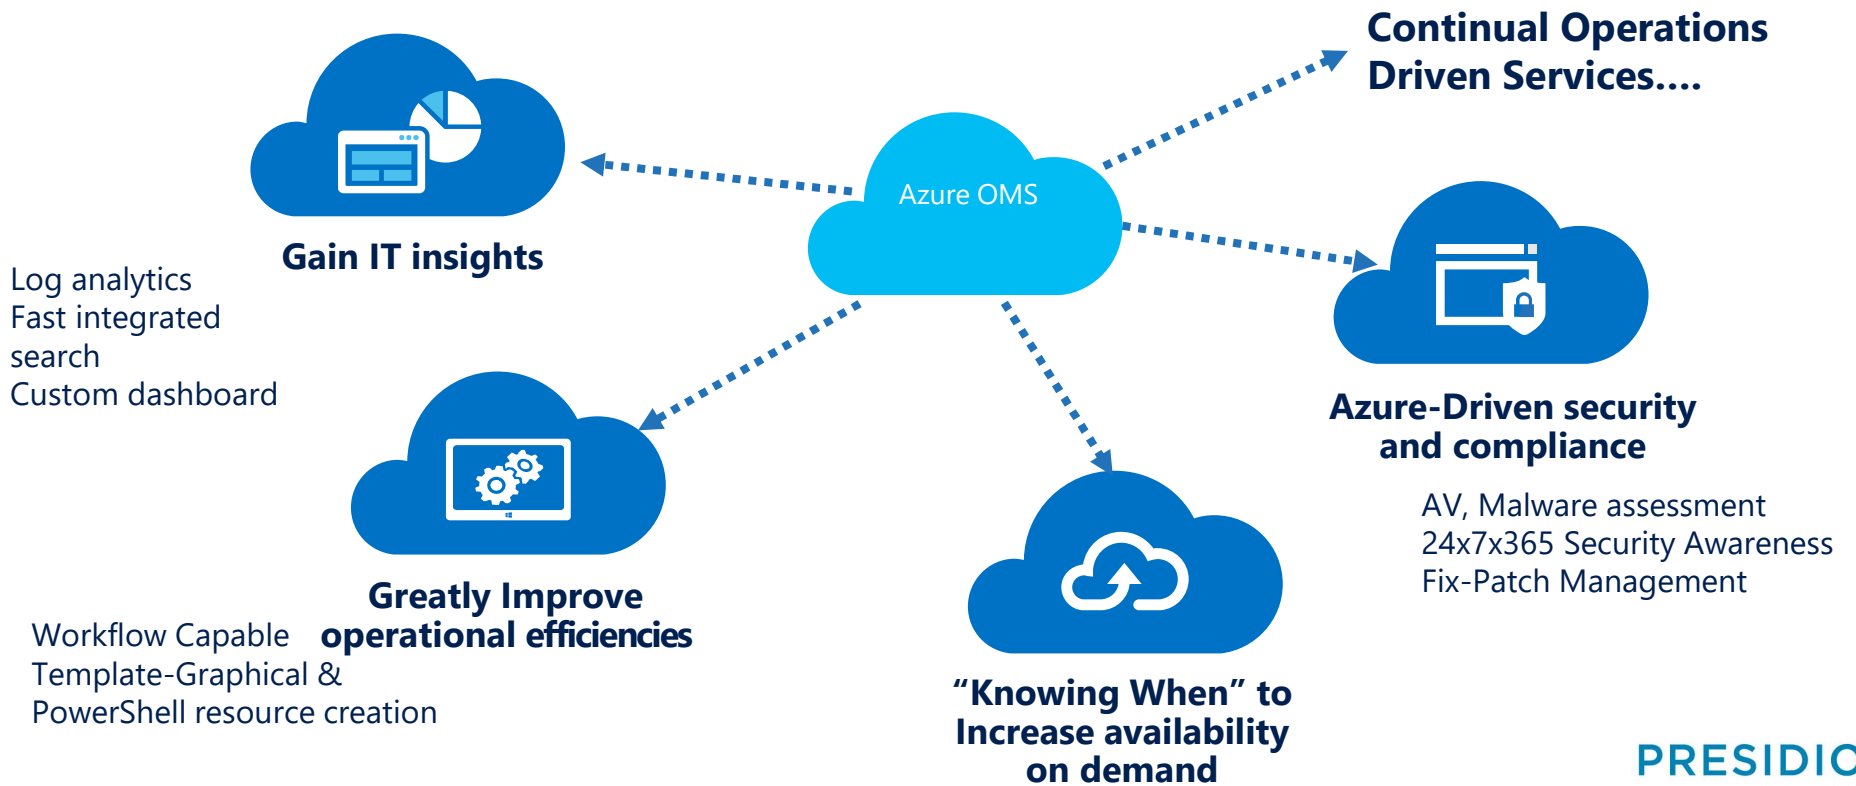 Continual Operations
Driven Services....
Azure OMS
Gain IT insights
Log analytics
Fast integrated
search
Custom dashboard
Azure-Driven security
and compliance
AV, Malware assessment
24x7x365 Security Awareness
Fix-Patch Management
Greatly Improve
operational efficiencies
Workflow Capable
Template-Graphical &
PowerShell resource creation
“Knowing When” to
Increase availability
on demand
PRESIDIO